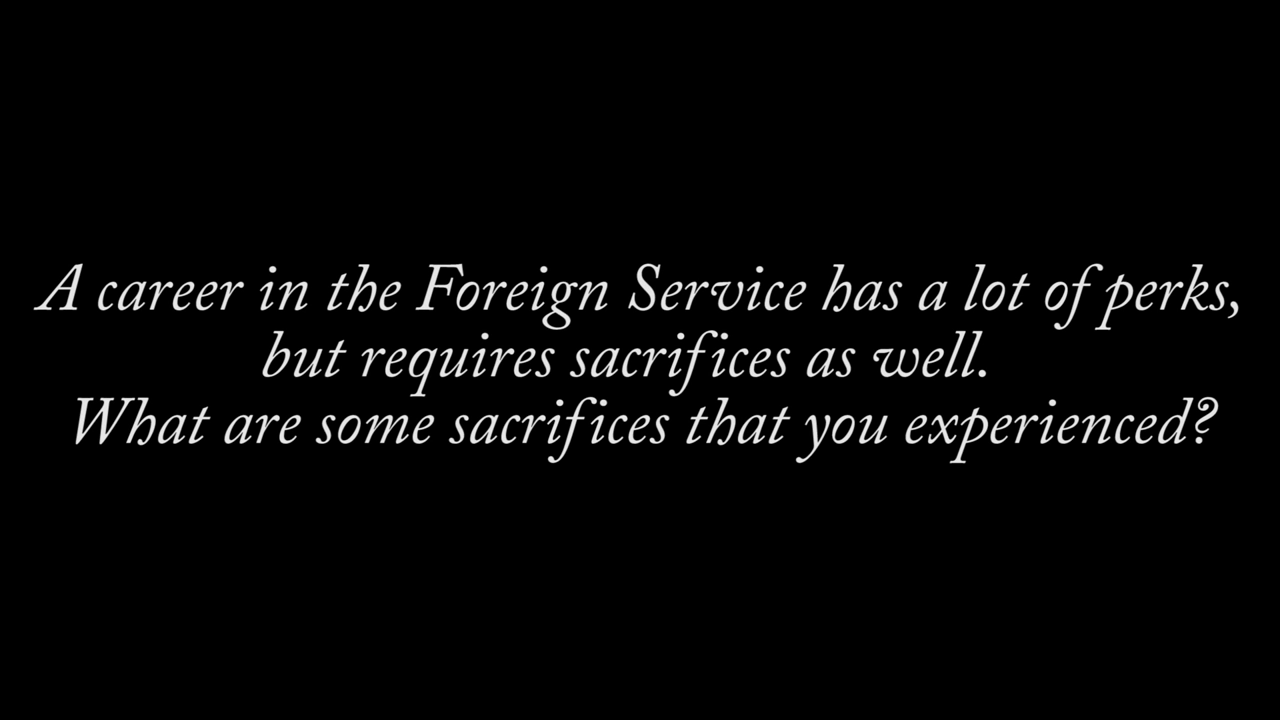 A career in the Foreign Service has a lot of perks,
but requires sacrifices as well.
What are some sacrifices that you experienced?